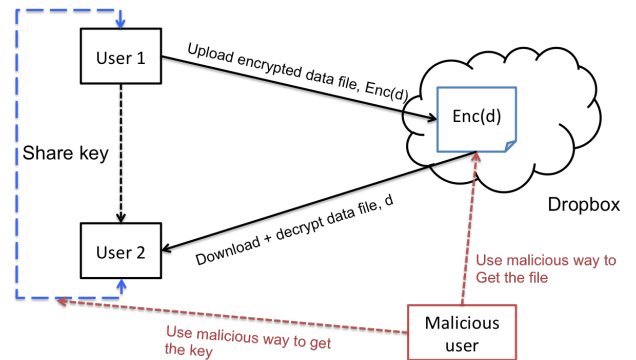 User 1
Upload encrypted data file, Enc(d)
Enc(d)
Share key
Dropbox
User 2
Download + decrypt data file, d
Use malicious way to
Get the file
Use malicious way to get
the key
Malicious
user